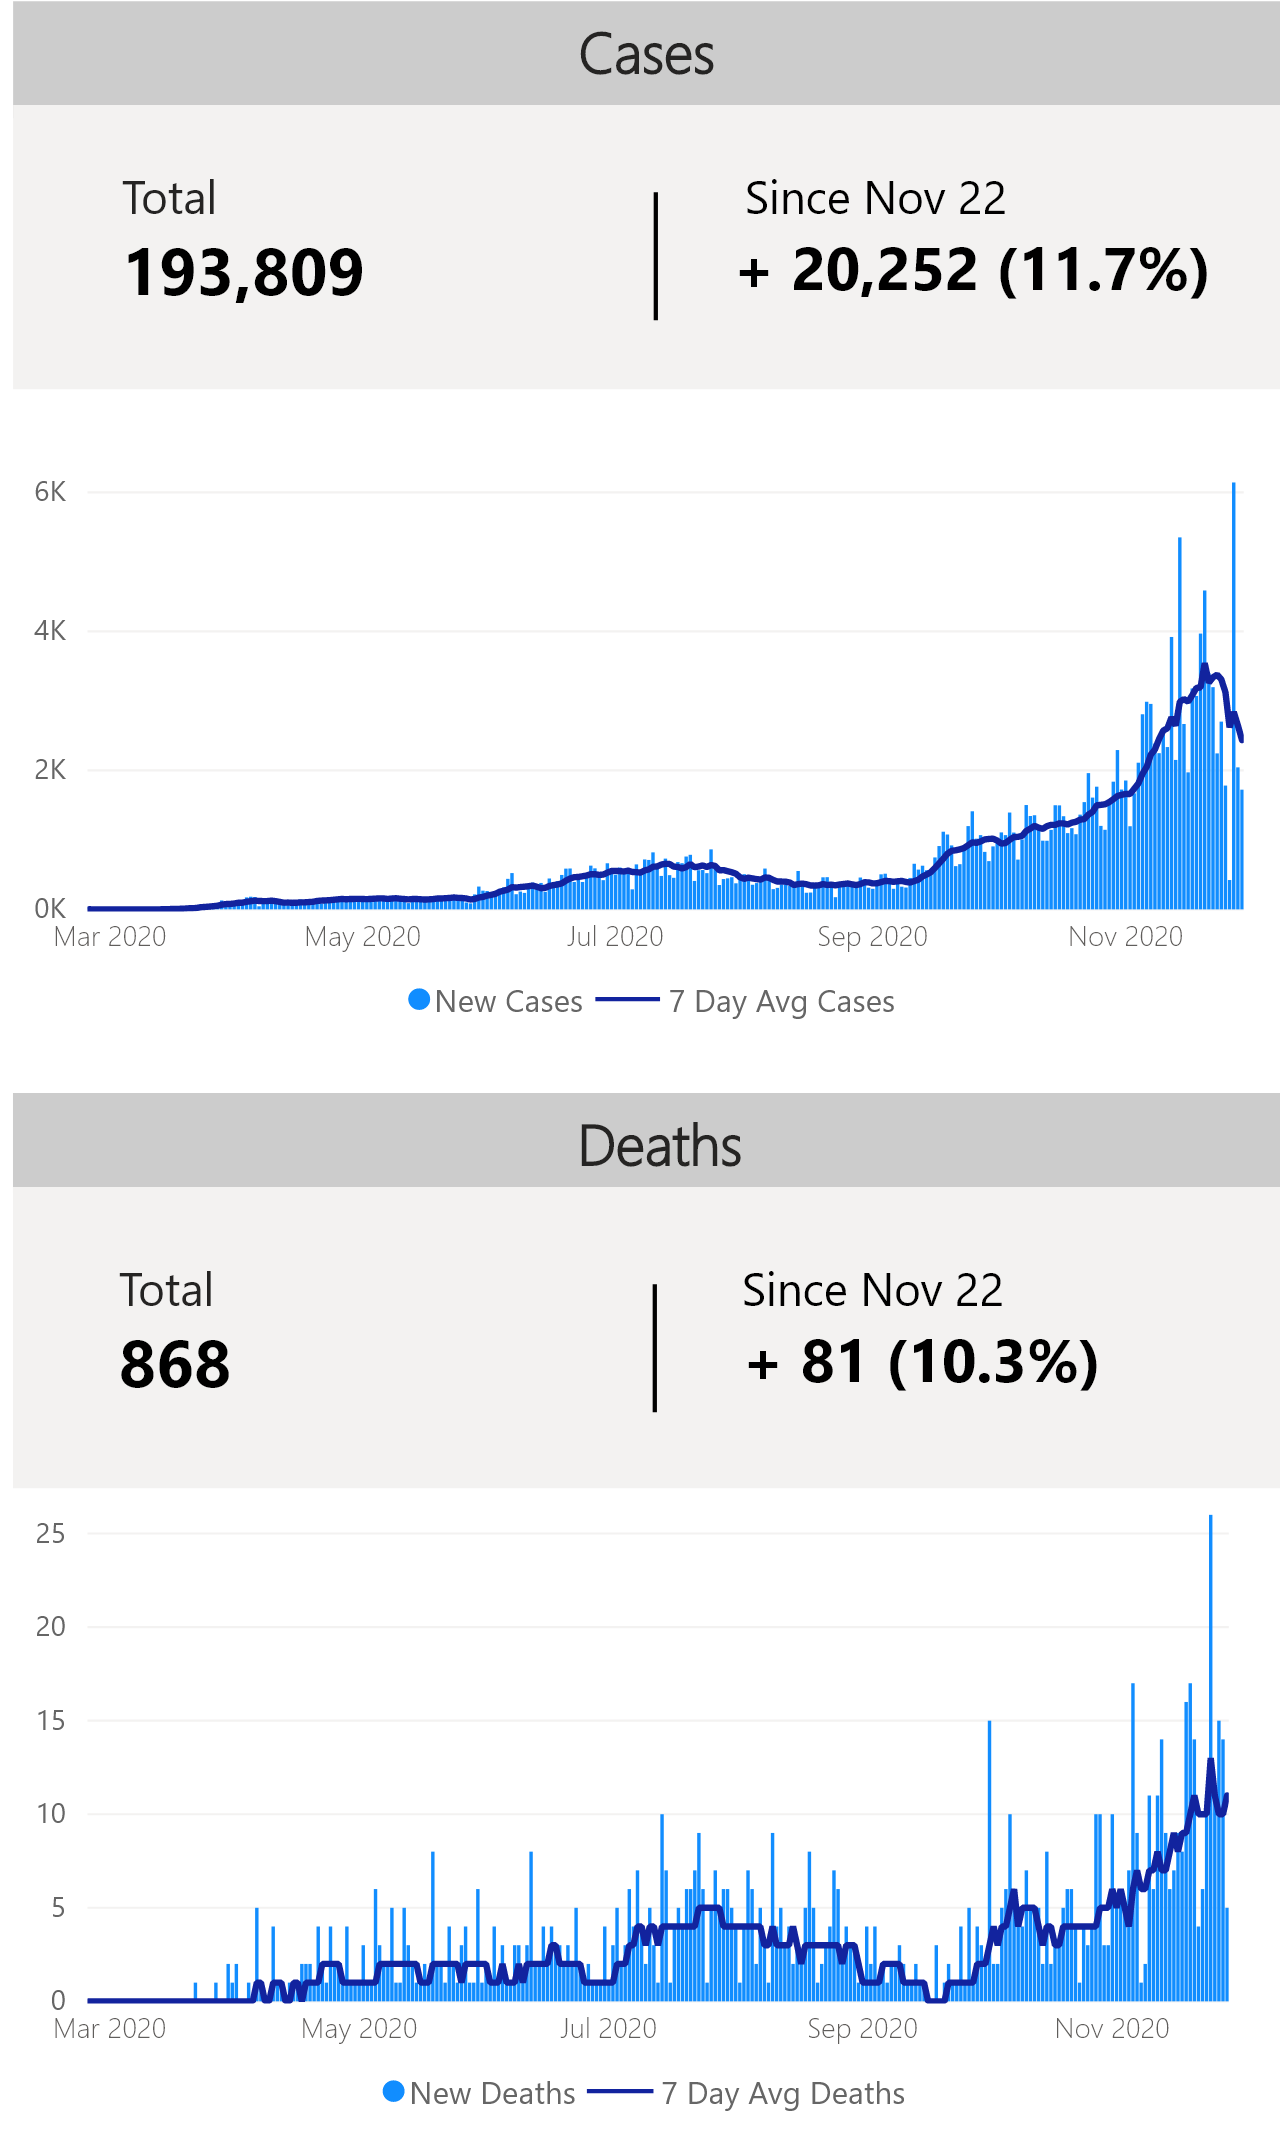 Cases
Total
Since Nov 22
193,809
+ 20,252 (11.7%)
6K
4K
2K
0K
Mar 2020 May 2020 Jul 2020 Sep 2020 Nov 2020
New Cases 7 Day Avg Cases
Deaths
Total
Since Nov 22
868
+ 81 (10.3%)
25
20
15
10
5
0
Mar 2020 May 2020 Jul 2020 Sep 2020 Nov 2020
New Deaths 7 Day Avg Deaths